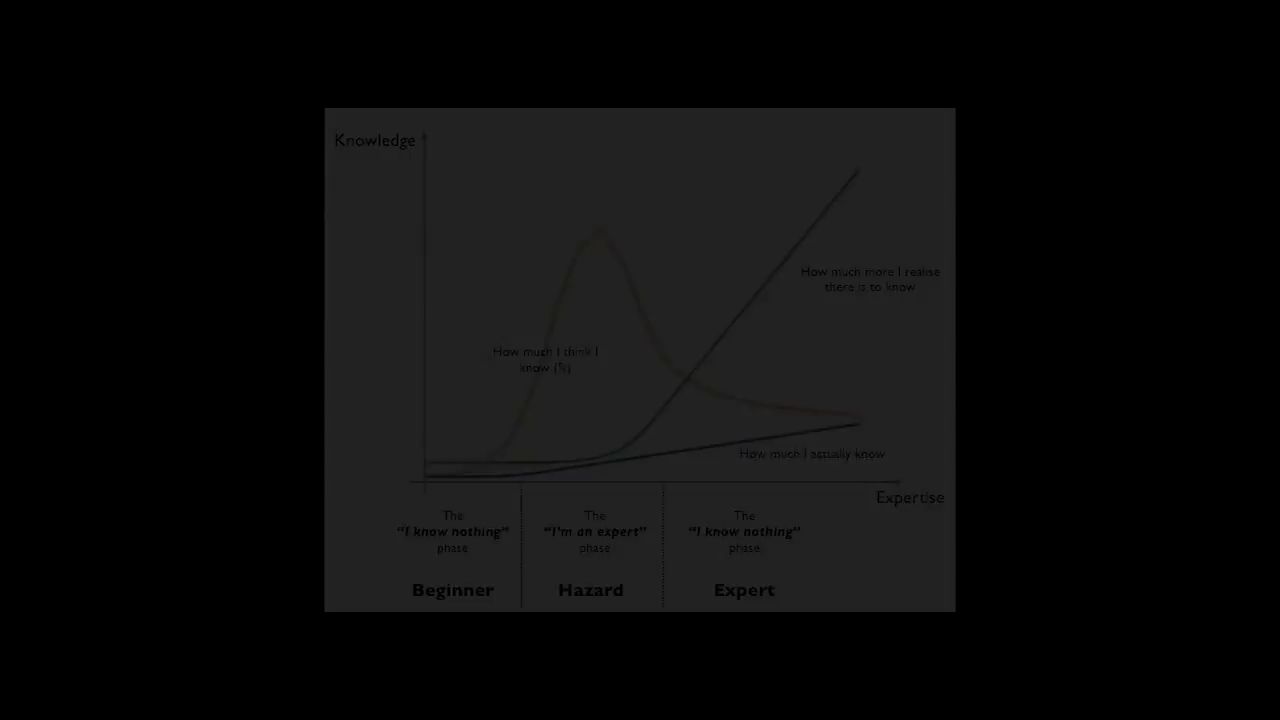 Knowledge
How much more I realise
there is to know
How much I think I
know (%)
How much I actually know
Expertise
The
“I know nothing”
phase
The
“I'm an expert”
phase
The
“I know nothing”
phase
Beginner
Hazard
Expert